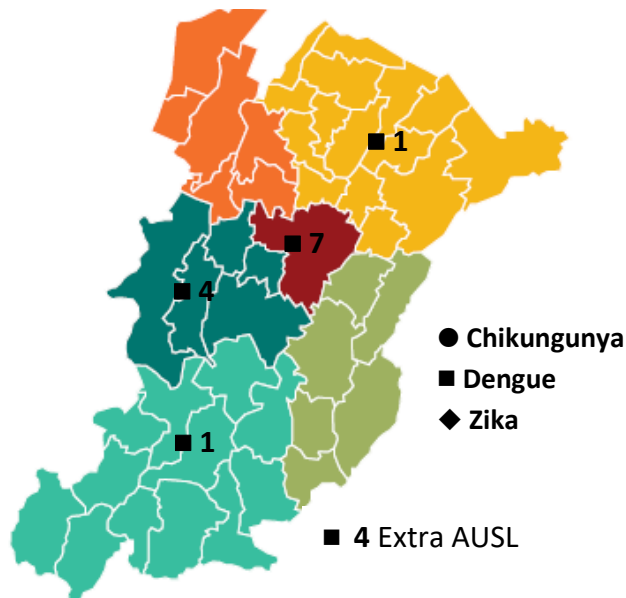 ■ 1
■ 7
■ 4
● Chikungunya
■ Dengue
◆ Zika
■ 1
■ 4 Extra AUSL